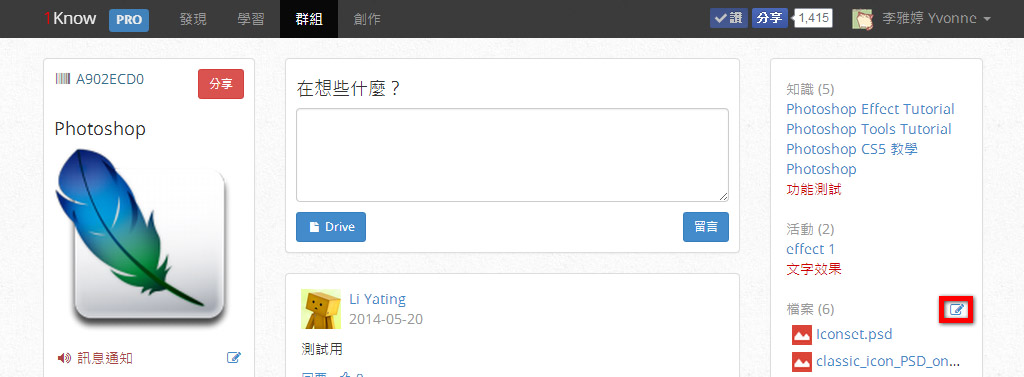 1Know PRO 發現 學習 群組 創作 讚 分享 1,415 李雅婷 Yvonne
A902ECD0 分享
Photoshop
訊息通知
在想些什麼？
Drive 留言
Li Yating
2014-05-20
測試用
回覆
知識 (5)
Photoshop Effect Tutorial
Photoshop Tools Tutorial
Photoshop CS5 教學
Photoshop
功能測試
活動 (2)
effect 1
文字效果
檔案 (6)
Iconset.psd
classic_icon_PSD_on...